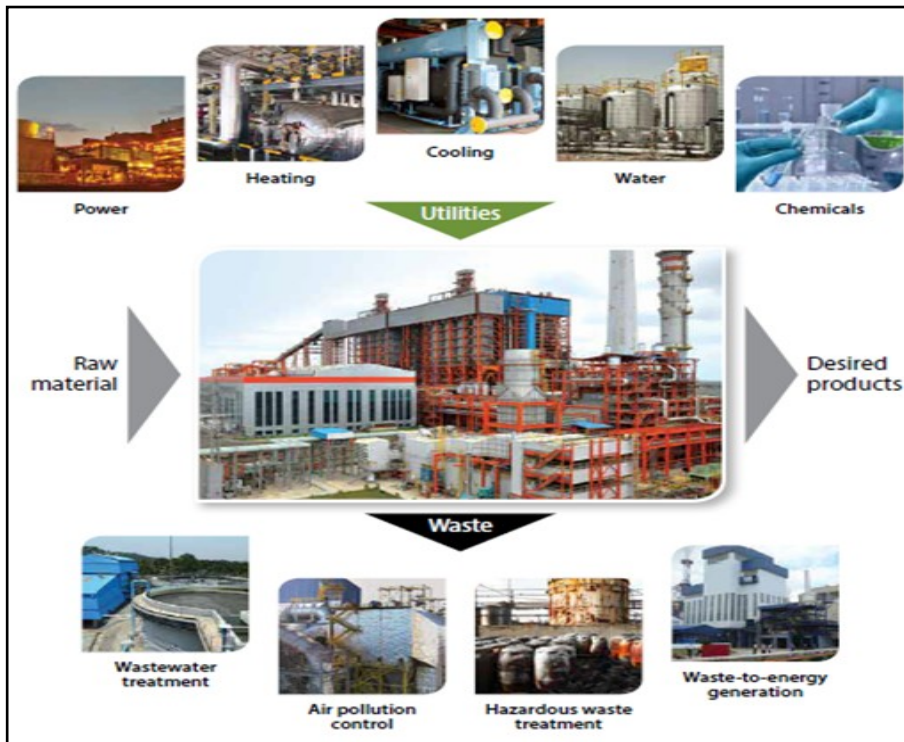 Cooling
Heating
Water
Power
Chemicals
Utilities
Raw
material
Desired
products
Waste
Wastewater
treatment
Air pollution
control
Hazardous waste
treatment
Waste-to-energy
generation